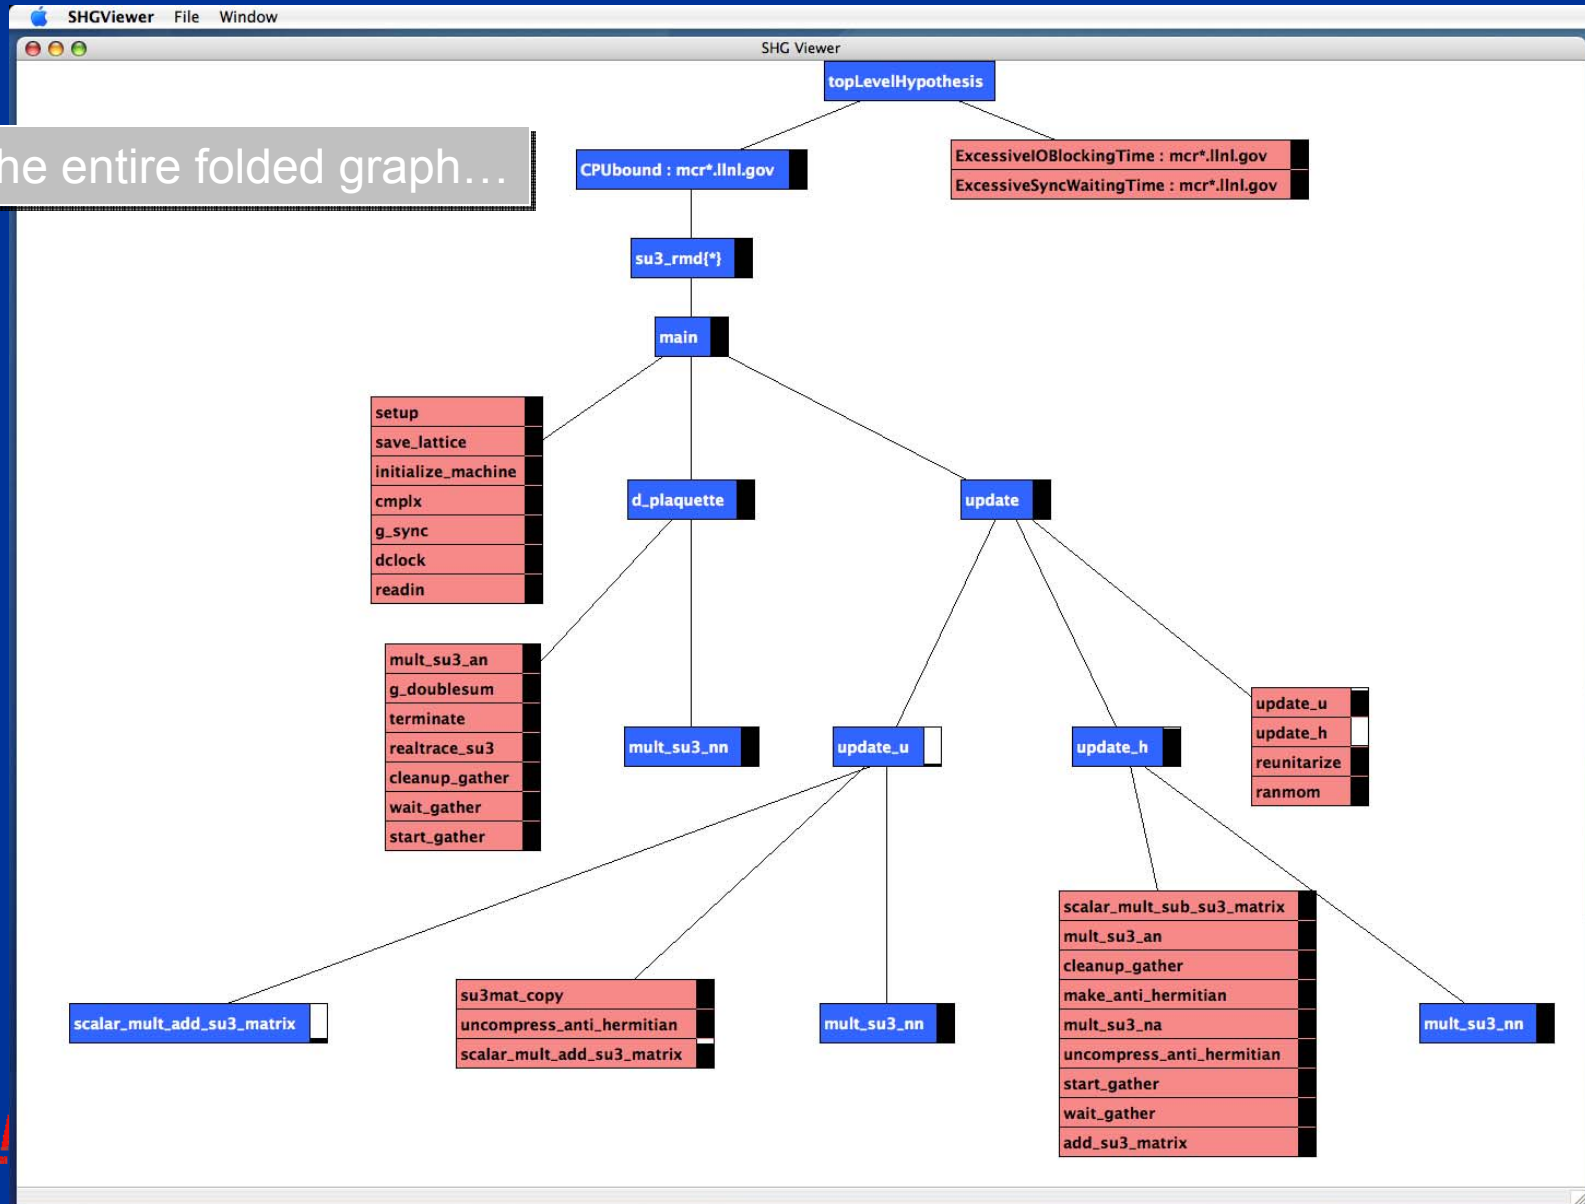 SHGViewer File Window
SHG Viewer
topLevelHypothesis
he entire folded graph…
CPUbound : mcr*.llnl.gov
ExcessiveIOBlockingTime : mcr*.llnl.gov
ExcessiveSyncWaitingTime : mcr*.llnl.gov
su3_rmd{*}
main
setup
save_lattice
initialize_machine
cmplx
g_sync
dclock
readin
d_plaquette
update
mult_su3_an
g_doublesum
terminate
realtrace_su3
cleanup_gather
wait_gather
start_gather
mult_su3_nn
update_u
update_h
update_u
update_h
reunitarize
ranmom
scalar_mult_add_su3_matrix
su3mat_copy
uncompress_anti_hermitian
scalar_mult_add_su3_matrix
mult_su3_nn
scalar_mult_sub_su3_matrix
mult_su3_an
cleanup_gather
make_anti_hermitian
mult_su3_na
uncompress_anti_hermitian
start_gather
wait_gather
add_su3_matrix
mult_su3_nn